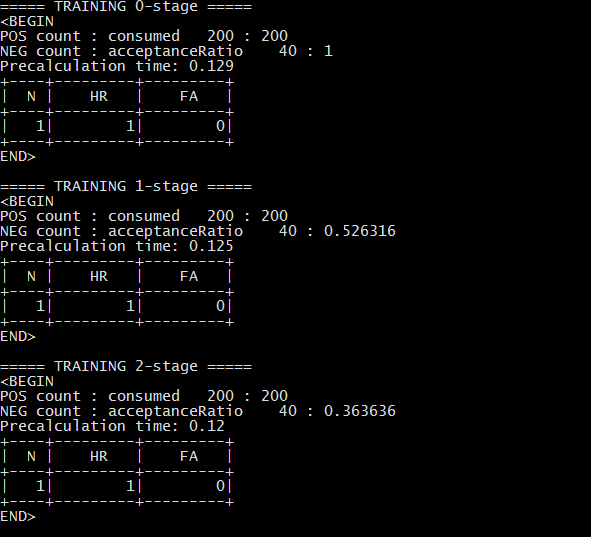 ===== TRAINING 0-stage =====
<BEGIN
POS count : consumed   200 : 200
NEG count : acceptanceRatio    40 : 1
Precalculation time: 0.129
+----+---------+---------+
|  N |    HR   |    FA   |
+----+---------+---------+
|   1|        1|        0|
+----+---------+---------+
END>

===== TRAINING 1-stage =====
<BEGIN
POS count : consumed   200 : 200
NEG count : acceptanceRatio    40 : 0.526316
Precalculation time: 0.125
+----+---------+---------+
|  N |    HR   |    FA   |
+----+---------+---------+
|   1|        1|        0|
+----+---------+---------+
END>

===== TRAINING 2-stage =====
<BEGIN
POS count : consumed   200 : 200
NEG count : acceptanceRatio    40 : 0.363636
Precalculation time: 0.12
+----+---------+---------+
|  N |    HR   |    FA   |
+----+---------+---------+
|   1|        1|        0|
+----+---------+---------+
END>